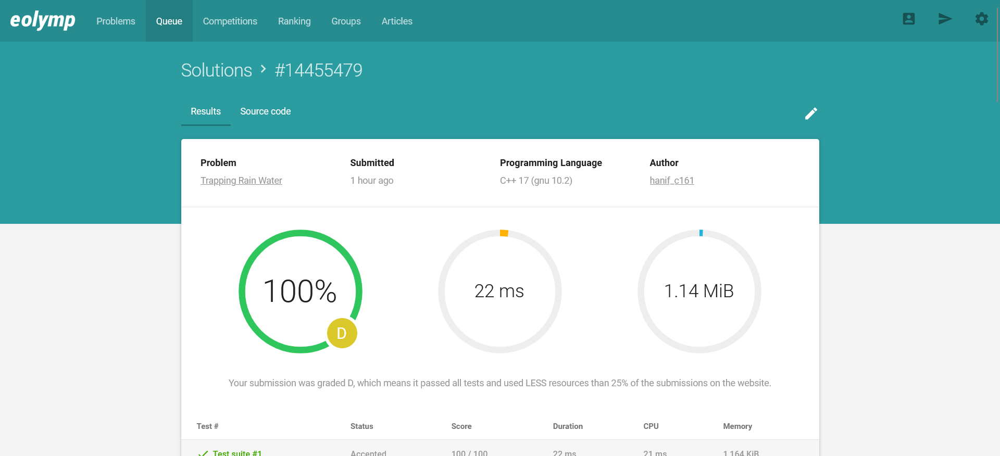 eolymp Problems Queue Competitions Ranking Groups Articles
Solutions > #14455479
Results Source code
Problem Submitted Programming Language Author
Trapping Rain Water 1 hour ago C++ 17 (gnu 10.2) hanif_c161
100% 22 ms 1.14 MiB
D
Your submission was graded D, which means it passed all tests and used LESS resources than 25% of the submissions on the website.
Test # Status Score Duration CPU Memory
Test suite #1 Accepted 100 / 100 22 ms 21 ms 1,164 KiB